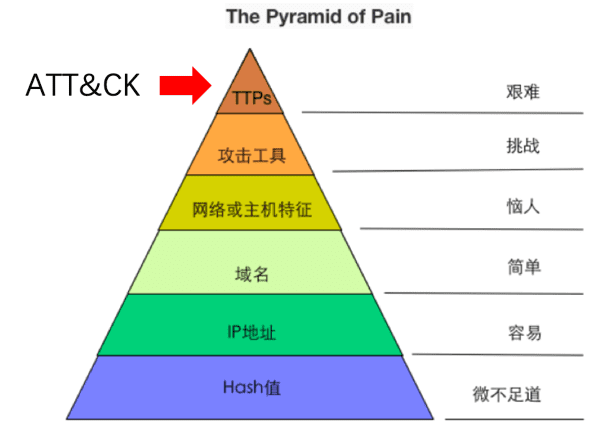 The Pyramid of Pain
ATT&CK
TTPs
艰难
攻击工具
挑战
网络或主机特征
恼人
域名
简单
IP地址
容易
Hash值
微不足道